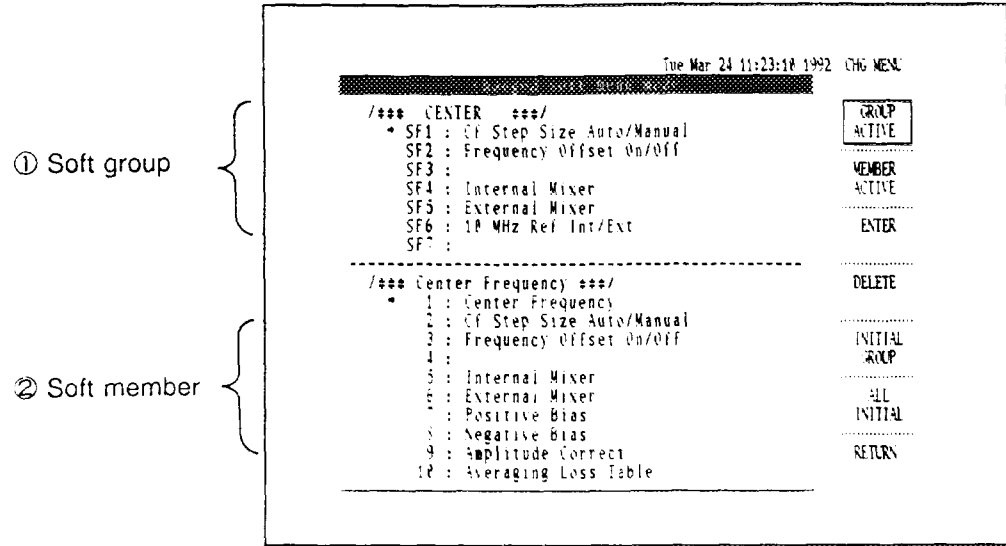 Tue Mar 24 11:23:10 1992 CHG MENU
/*** CENTER ***/
* SF1 : Cf Step Size Auto/Manual
SF2 : Frequency Offset On/Off
SF3 :
SF4 : Internal Mixer
SF5 : External Mixer
SF6 : 10 MHz Ref Int/Ext
SF7 :
① Soft group
/*** Center Frequency ***/
* 1 : Center Frequency
2 : Cf Step Size Auto/Manual
3 : Frequency Offset On/Off
4 :
5 : Internal Mixer
6 : External Mixer
7 : Positive Bias
8 : Negative Bias
9 : Amplitude Correct
10 : Averaging Loss Table
② Soft member
GROUP
ACTIVE
MEMBER
ACTIVE
ENTER
DELETE
INITIAL
GROUP
ALL
INITIAL
RETURN